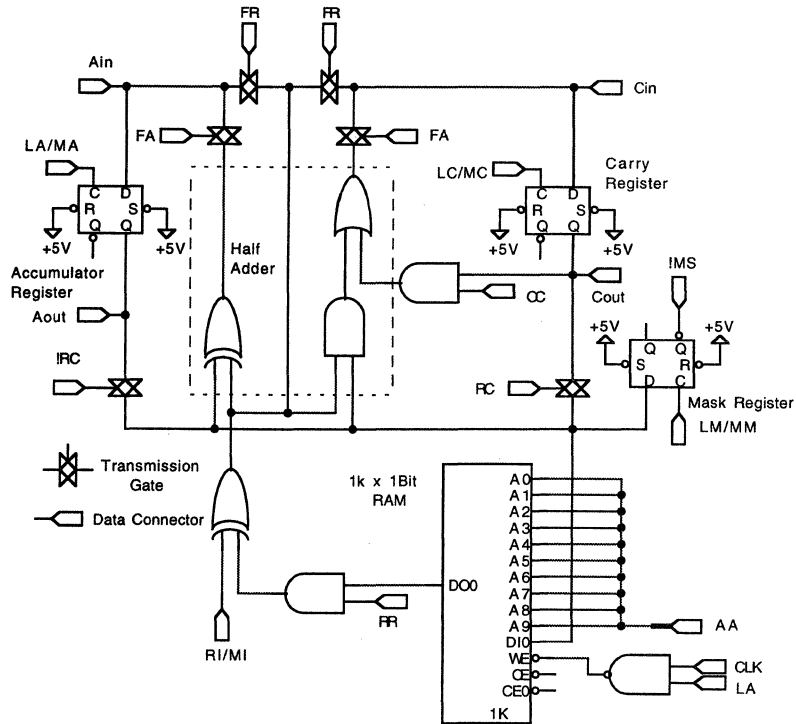 FR
FR
Ain
Cin
FA
FA
LA/MA
LC/MC
Carry
Register
C D
R S
Q Q
+5V
+5V
C D
R S
Q Q
+5V
+5V
Half
Adder
Accumulator
Register
Aout
CC
Cout
!MS
+5V
+5V
Q Q
S R
D C
!RC
RC
Mask Register
LM/MM
Transmission
Gate
Data Connector
1k x 1Bit
RAM
A0
A1
A2
A3
A4
A5
A6
A7
A8
A9
DO0
DI0
WE
CE
CE0
1K
RR
RI/MI
AA
CLK
LA